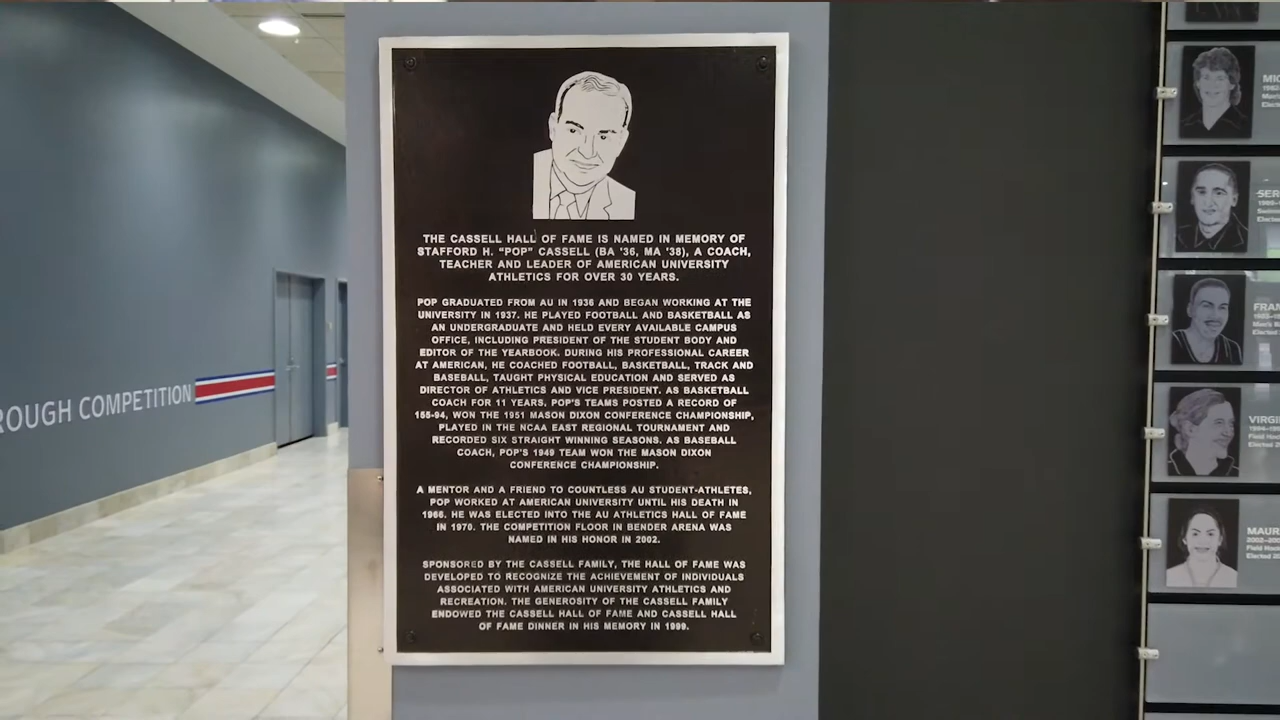 THE CASSELL HALL OF FAME IS NAMED IN MEMORY OF
STAFFORD H. "POP" CASSELL (BA '36, MA '38), A COACH,
TEACHER AND LEADER OF AMERICAN UNIVERSITY
ATHLETICS FOR OVER 30 YEARS.
POP GRADUATED FROM AU IN 1936 AND BEGAN WORKING AT THE
UNIVERSITY IN 1937. HE PLAYED FOOTBALL AND BASKETBALL AS
AN UNDERGRADUATE AND HELD EVERY AVAILABLE CAMPUS
OFFICE, INCLUDING PRESIDENT OF THE STUDENT BODY AND
EDITOR OF THE YEARBOOK. DURING HIS PROFESSIONAL CAREER
AT AMERICAN, HE COACHED FOOTBALL, BASKETBALL, TRACK AND
BASEBALL, TAUGHT PHYSICAL EDUCATION AND SERVED AS
DIRECTOR OF ATHLETICS AND VICE PRESIDENT. AS BASKETBALL
COACH FOR 11 YEARS, POP'S TEAMS POSTED A RECORD OF
155-94, WON THE 1951 MASON DIXON CONFERENCE CHAMPIONSHIP,
PLAYED IN THE NCAA EAST REGIONAL TOURNAMENT AND
RECORDED SIX STRAIGHT WINNING SEASONS. AS BASEBALL
COACH, POP'S 1949 TEAM WON THE MASON DIXON
CONFERENCE CHAMPIONSHIP.
A MENTOR AND A FRIEND TO COUNTLESS AU STUDENT-ATHLETES,
POP WORKED AT AMERICAN UNIVERSITY UNTIL HIS DEATH IN
1966. HE WAS ELECTED INTO THE AU ATHLETICS HALL OF FAME
IN 1970. THE COMPETITION FLOOR IN BENDER ARENA WAS
NAMED IN HIS HONOR IN 2002.
SPONSORED BY THE CASSELL FAMILY, THE HALL OF FAME WAS
DEVELOPED TO RECOGNIZE THE ACHIEVEMENT OF INDIVIDUALS
ASSOCIATED WITH AMERICAN UNIVERSITY ATHLETICS AND
RECREATION. THE GENEROSITY OF THE CASSELL FAMILY
ENDOWED THE CASSELL HALL OF FAME AND CASSELL HALL
OF FAME DINNER IN HIS MEMORY IN 1999.
ROUGH COMPETITION
MIC
SER
FRAN
VIRGI
Field Ho
MAUR
Field Hoc